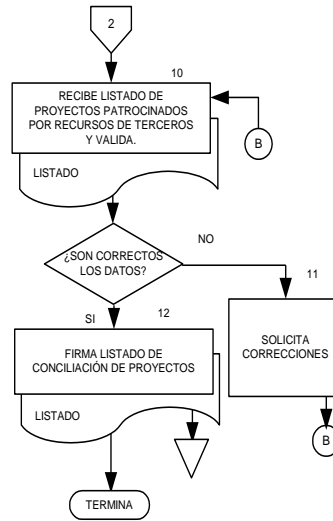 2
10
RECIBE LISTADO DE
PROYECTOS PATROCINADOS
POR RECURSOS DE TERCEROS
Y VALIDA.
B
LISTADO
¿SON CORRECTOS
LOS DATOS?
NO
11
SI
12
SOLICITA
CORRECCIONES
FIRMA LISTADO DE
CONCILIACIÓN DE PROYECTOS
LISTADO
B
TERMINA